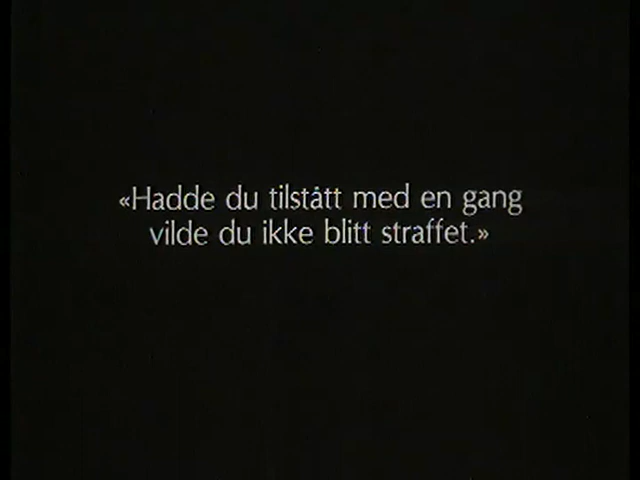 «Hadde du tilstått med en gang
vilde du ikke blitt straffet.»